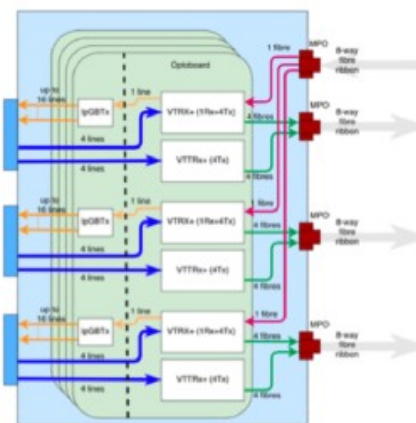 Optoboard
1 fibre
MPO
8-way
fibre
ribbon
up to
16 lines
lpGBTx
1 line
VTRX+ (1Rx+4Tx)
4 fibres
MPO
8-way
fibre
ribbon
4 lines
4 lines
VTTRx+ (4Tx)
4 fibres
up to
16 lines
lpGBTx
1 line
VTRX+ (1Rx+4Tx)
1 fibre
4 fibres
MPO
8-way
fibre
ribbon
4 lines
4 lines
VTTRx+ (4Tx)
4 fibres
up to
16 lines
lpGBTx
1 line
VTRX+ (1Rx+4Tx)
1 fibre
4 fibres
MPO
8-way
fibre
ribbon
4 lines
4 lines
VTTRx+ (4Tx)
4 fibres